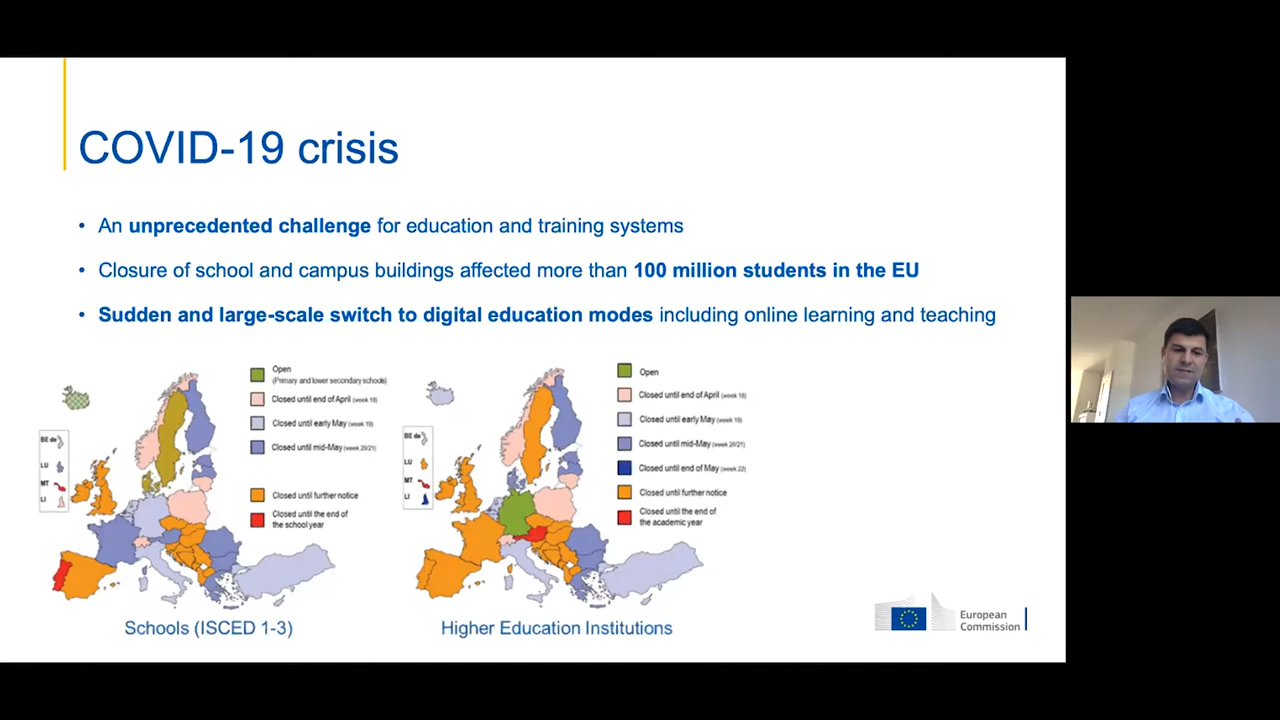 COVID-19 crisis
• An unprecedented challenge for education and training systems
• Closure of school and campus buildings affected more than 100 million students in the EU
• Sudden and large-scale switch to digital education modes including online learning and teaching
Open
(Primary and lower secondary schools)
Closed until end of April (week 18)
Closed until early May (week 19)
Closed until mid-May (week 20/21)
Closed until further notice
Closed until the end of
the school year
BE de
LU
MT
LI
Schools (ISCED 1-3)
Open
Closed until end of April (week 18)
Closed until early May (week 19)
Closed until mid-May (week 20/21)
Closed until end of May (week 22)
Closed until further notice
Closed until the end of
the academic year
BE de
LU
MT
LI
Higher Education Institutions
European
Commission